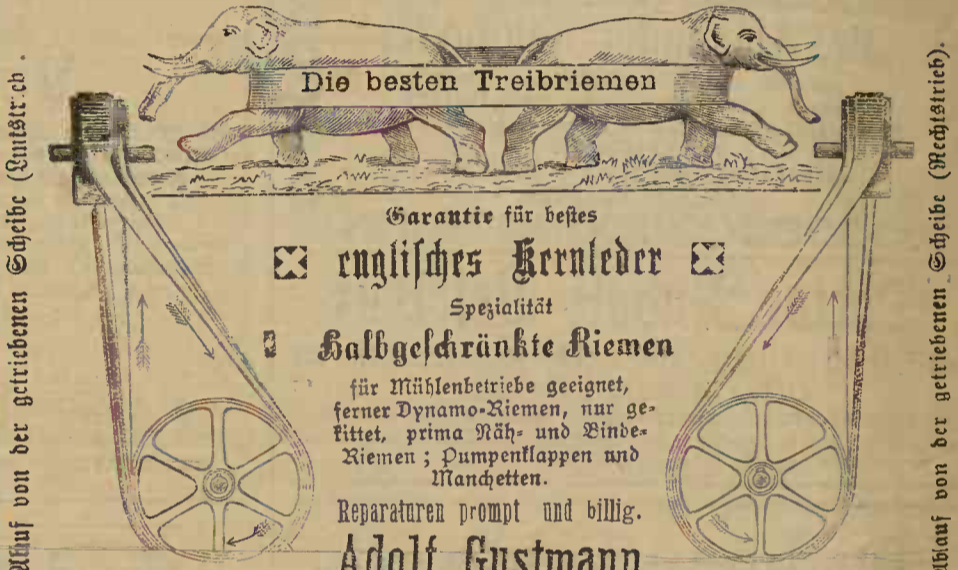 Ablauf von der getriebenen Scheibe (Linkstrieb.
Die besten Treibriemen
Garantie für bestes
englisches Kernleder
Spezialität
Halbgeschränkte Riemen
für Mühlenbetriebe geeignet,
ferner Dynamo-Riemen, nur ge-
kittet, prima Näh- und Binde-
Riemen; Pumpenklappen und
Manchetten.
Reparaturen prompt und billig.
Adolf Gustmann
Ablauf von der getriebenen Scheibe (Rechtstrieb).